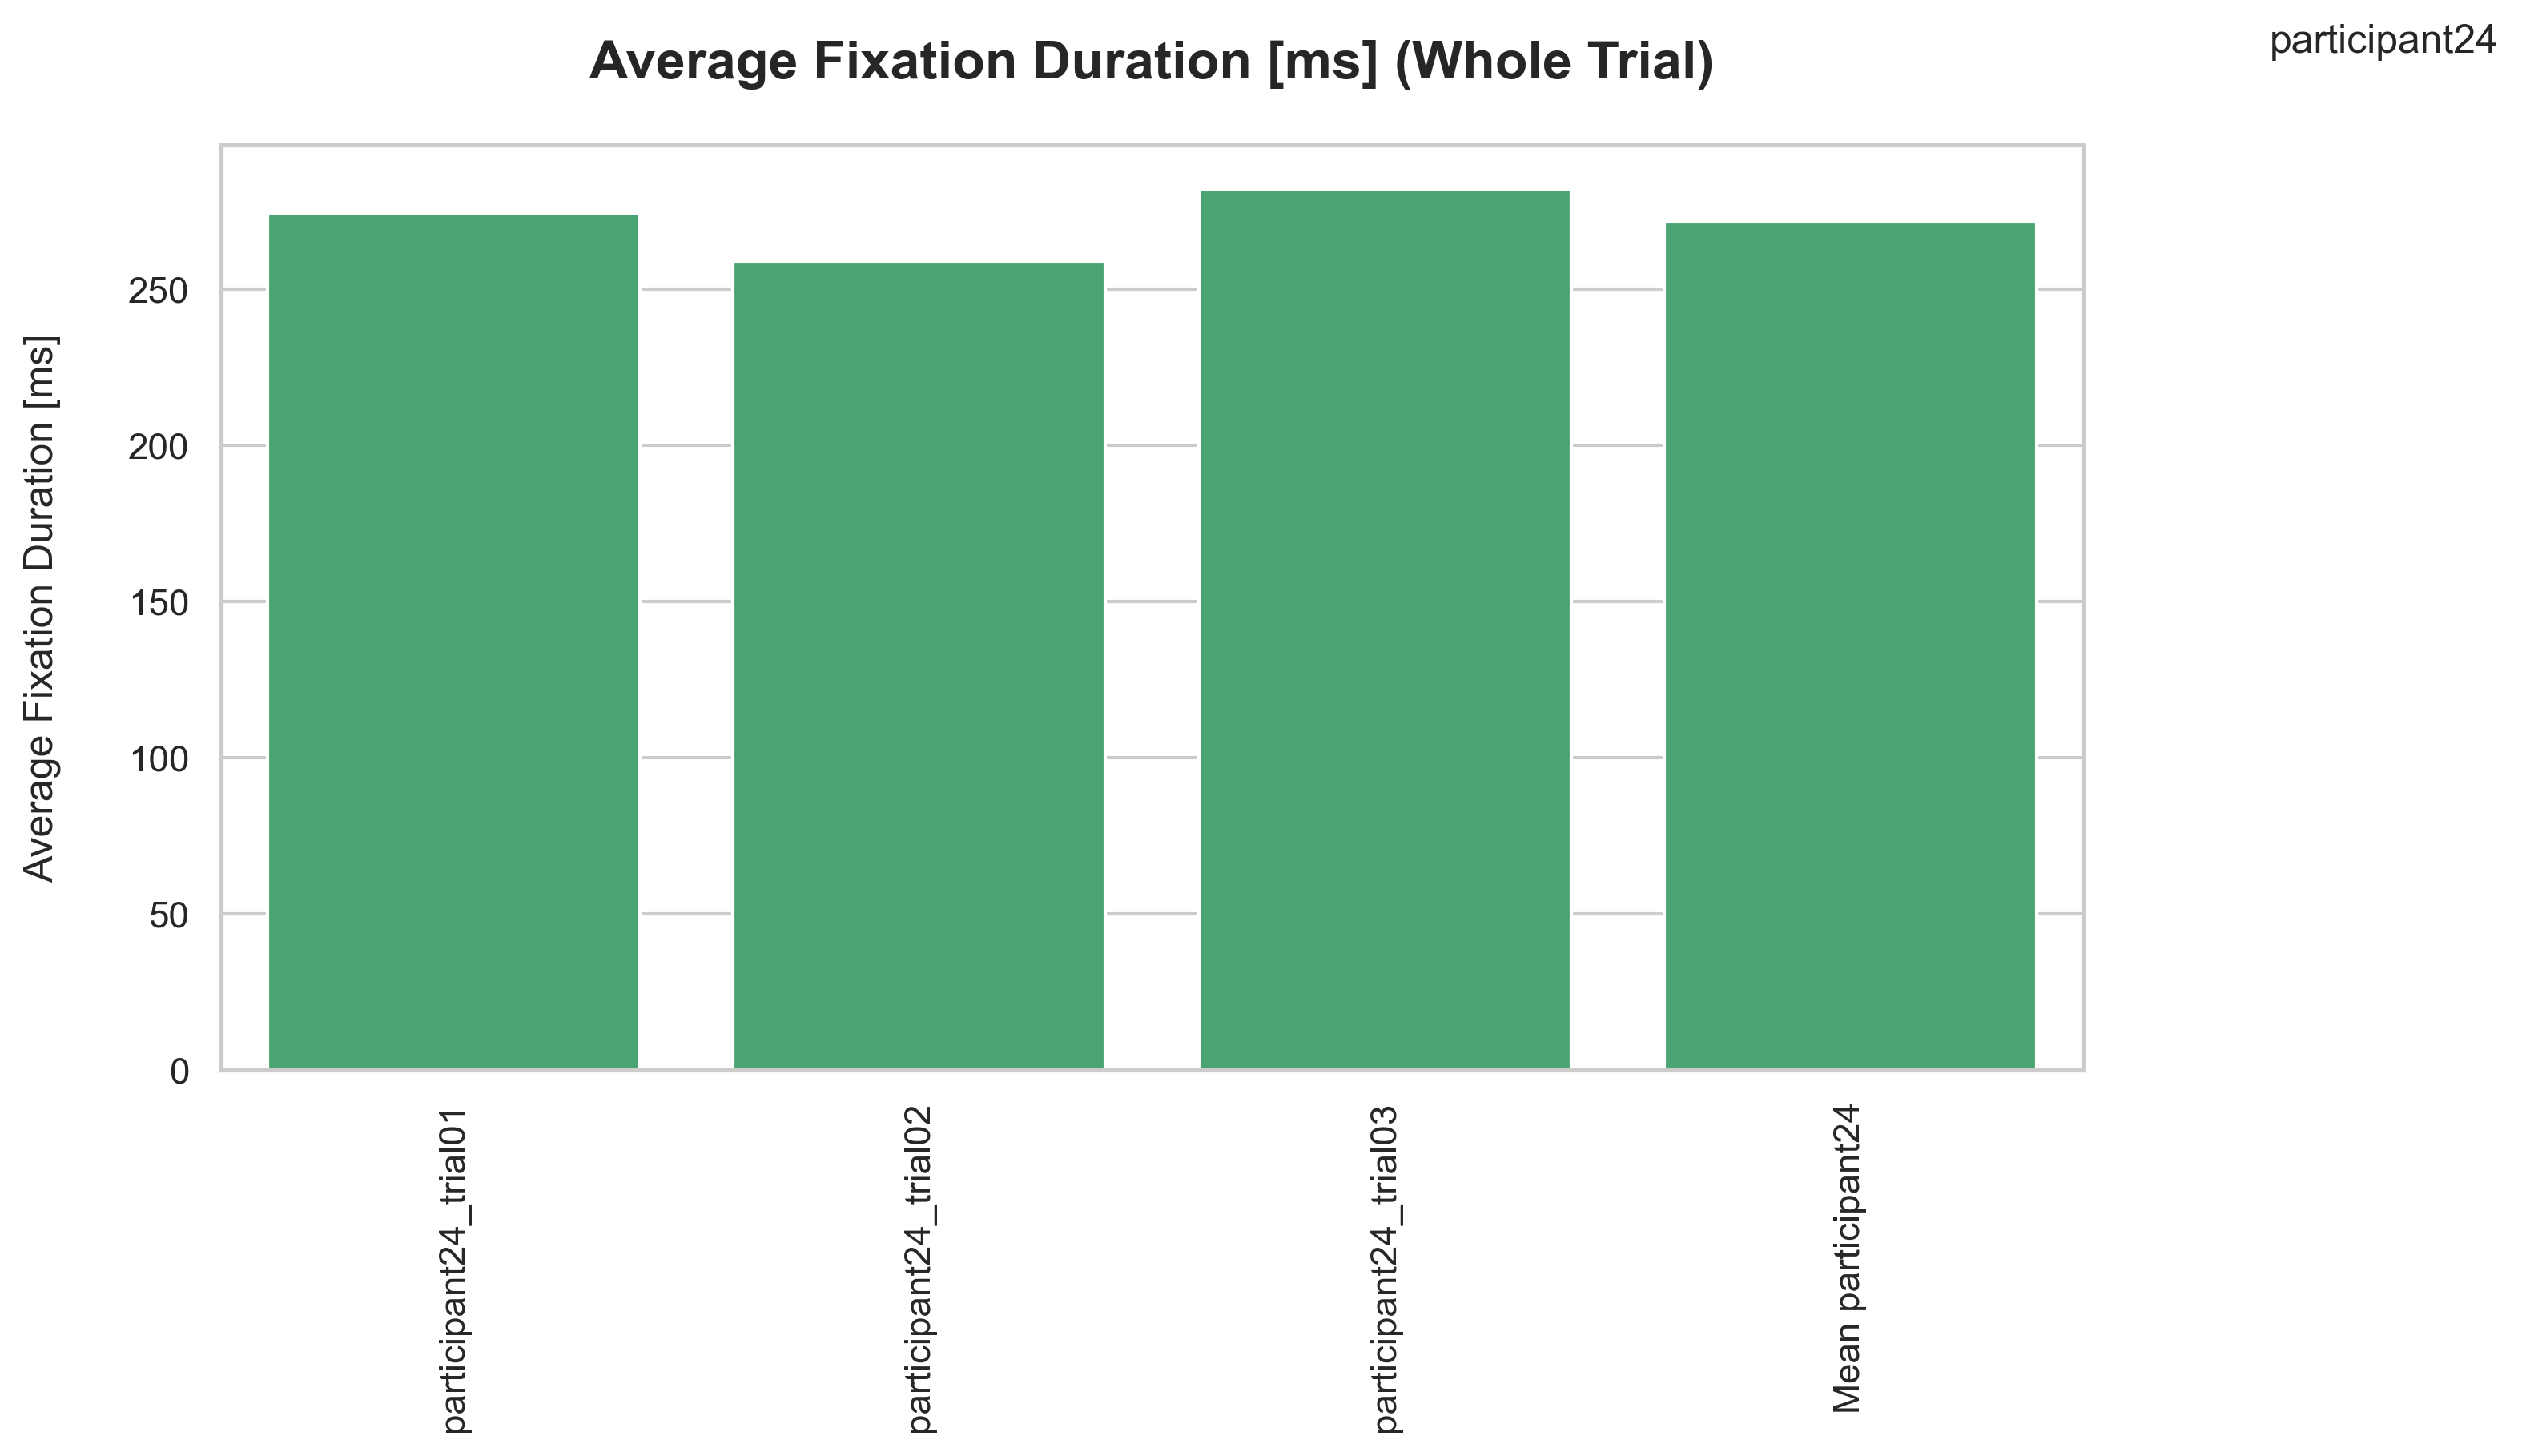 participant24
Average Fixation Duration [ms] (Whole Trial)
Average Fixation Duration [ms]
250
200
150
100
50
0
participant24_trial01
participant24_trial02
participant24_trial03
Mean participant24